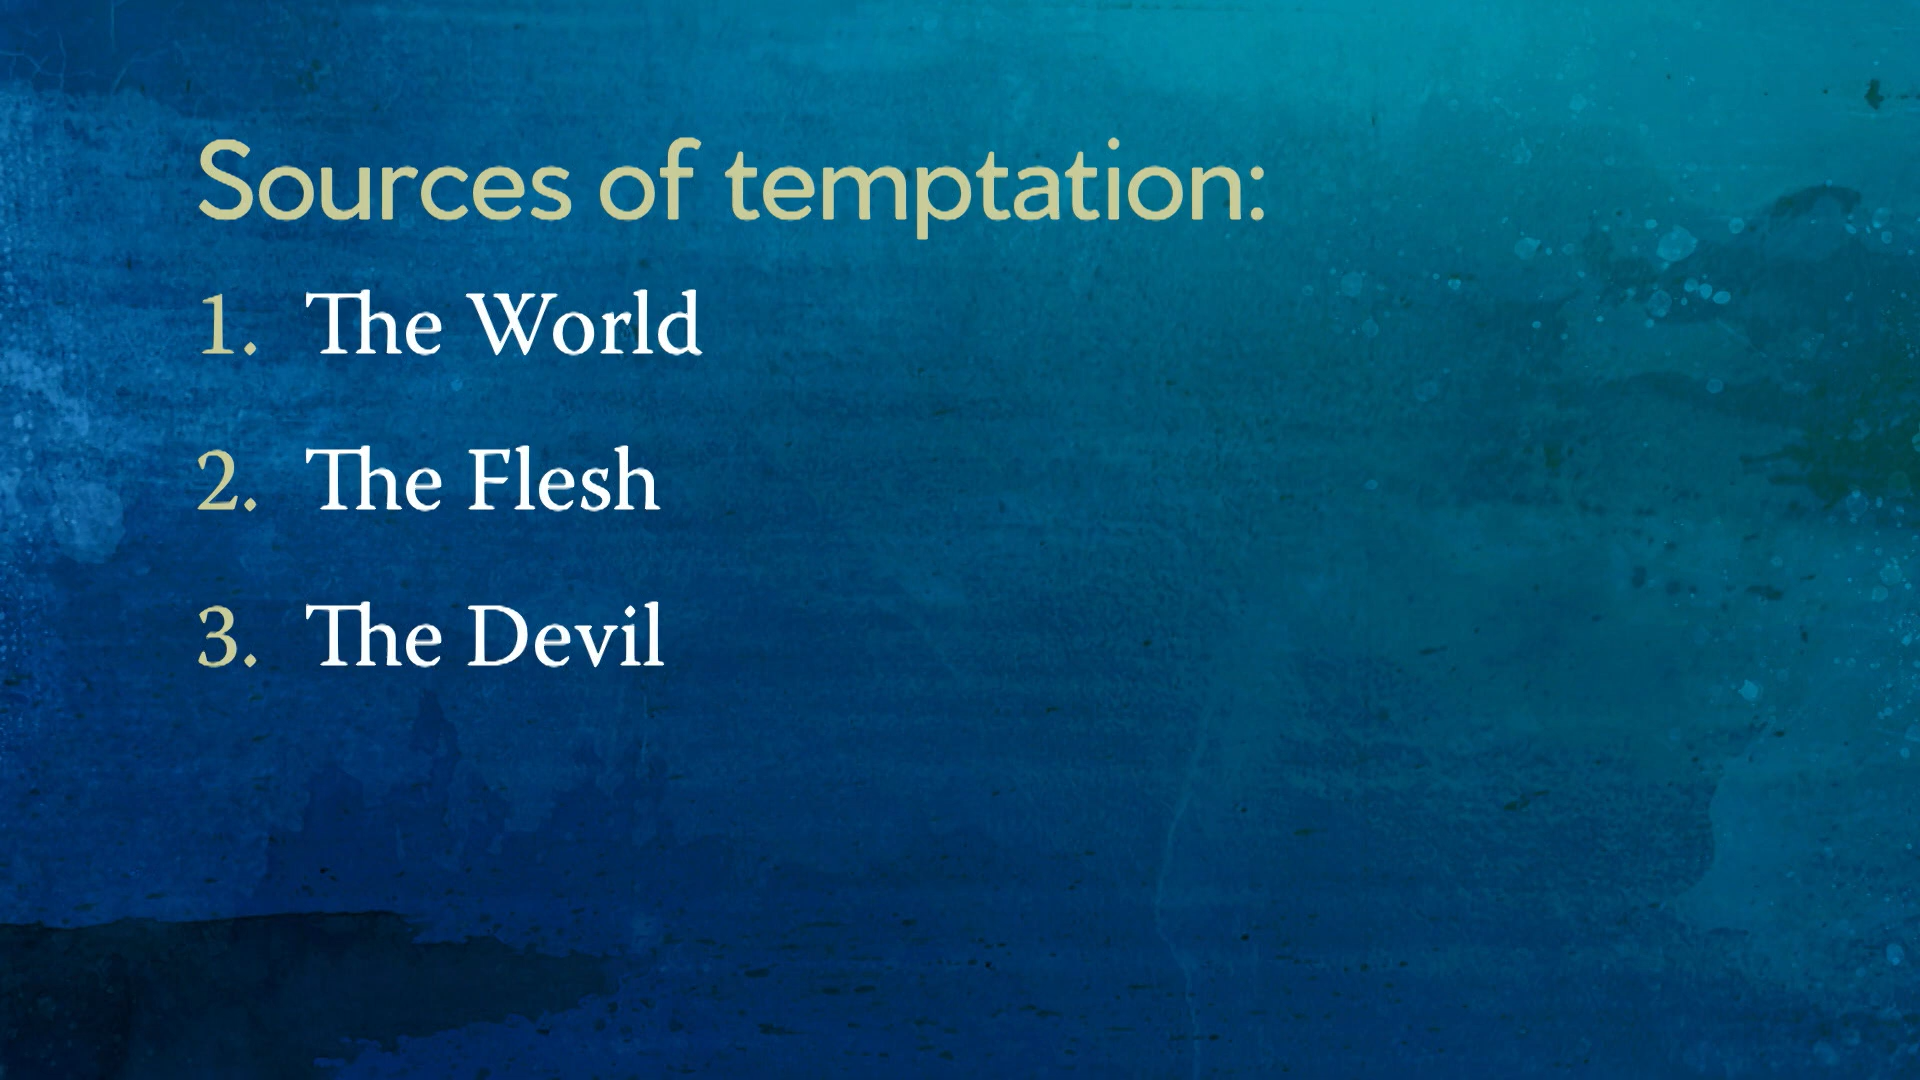 Sources of temptation:
1. The World
2. The Flesh
3. The Devil